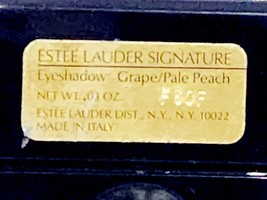 ESTEE LAUDER SIGNATURE
Eyeshadow: Grape/Pale Peach
NET WT. .03 OZ.
ESTEE LAUDER DIST., N.Y., N.Y. 10022
MADE IN ITALY